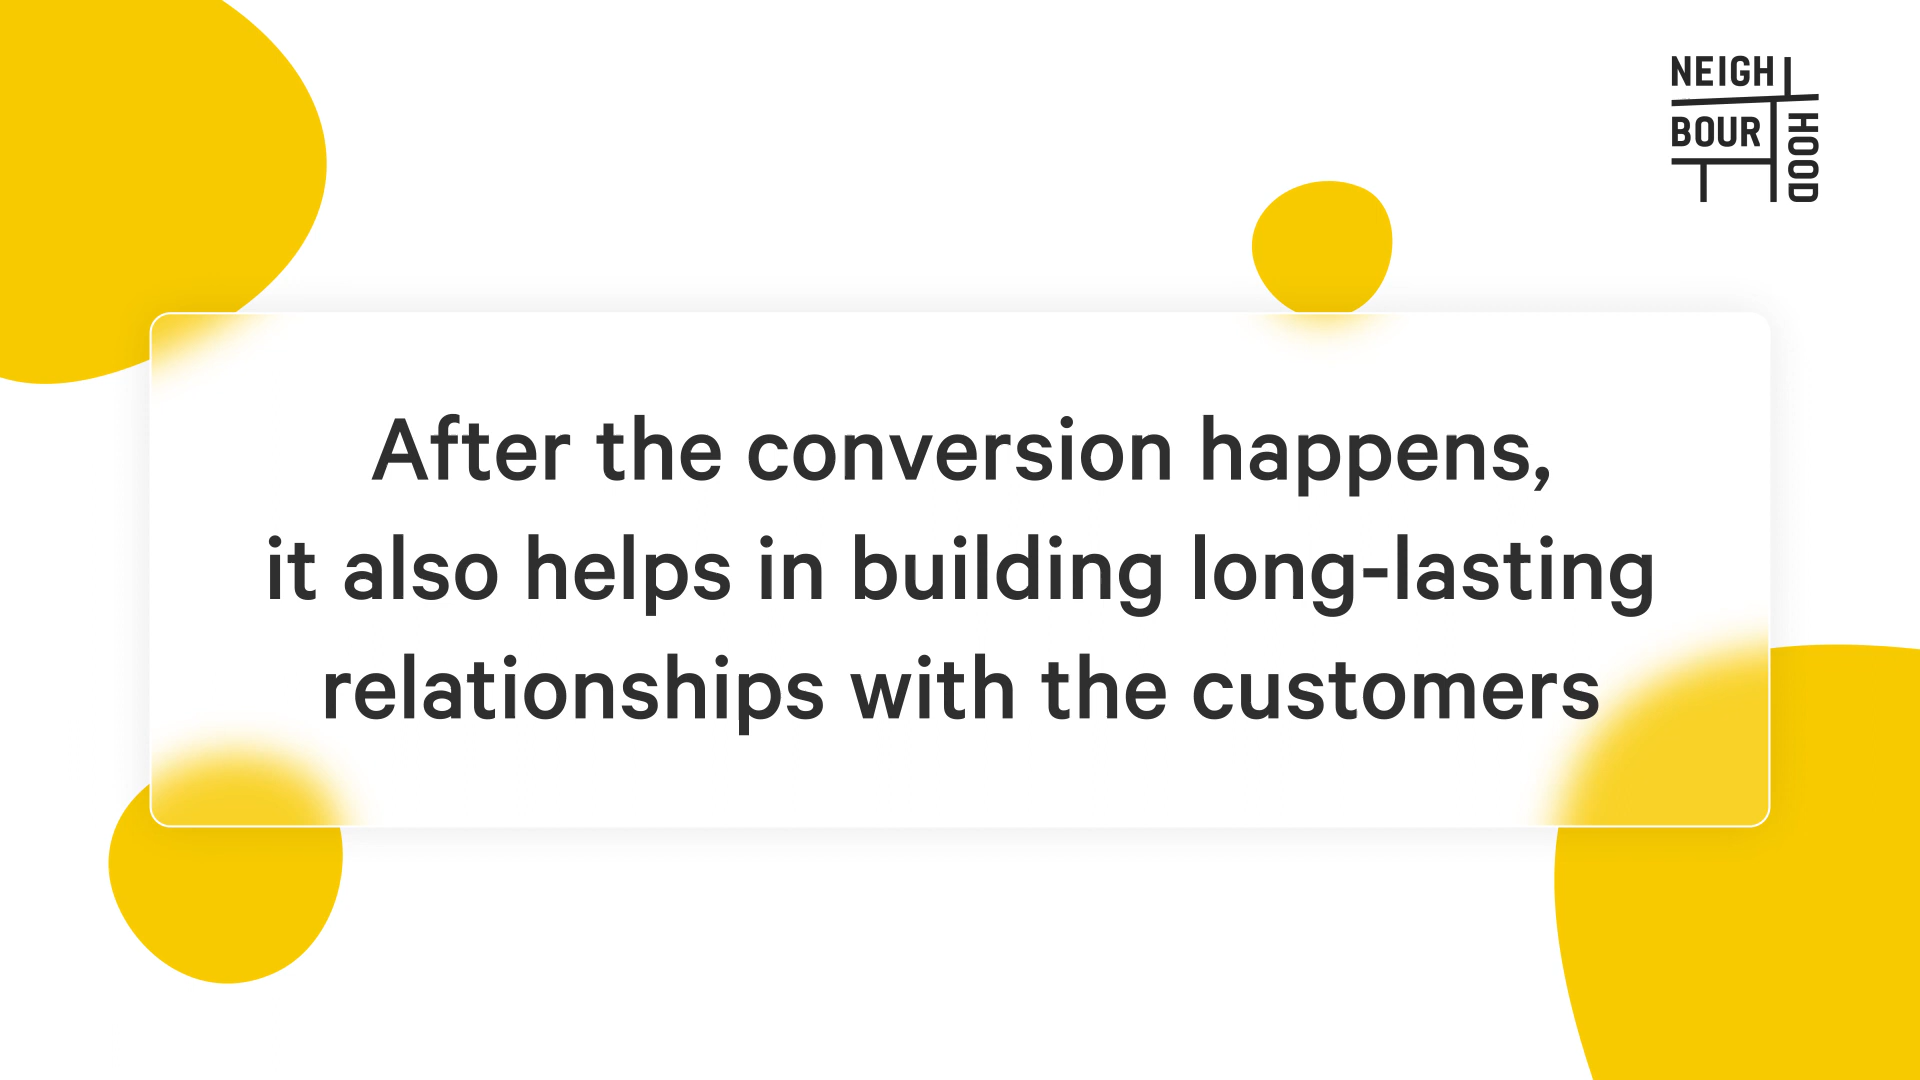 NEIGH
BOUR
HOOD
After the conversion happens,
it also helps in building long-lasting
relationships with the customers